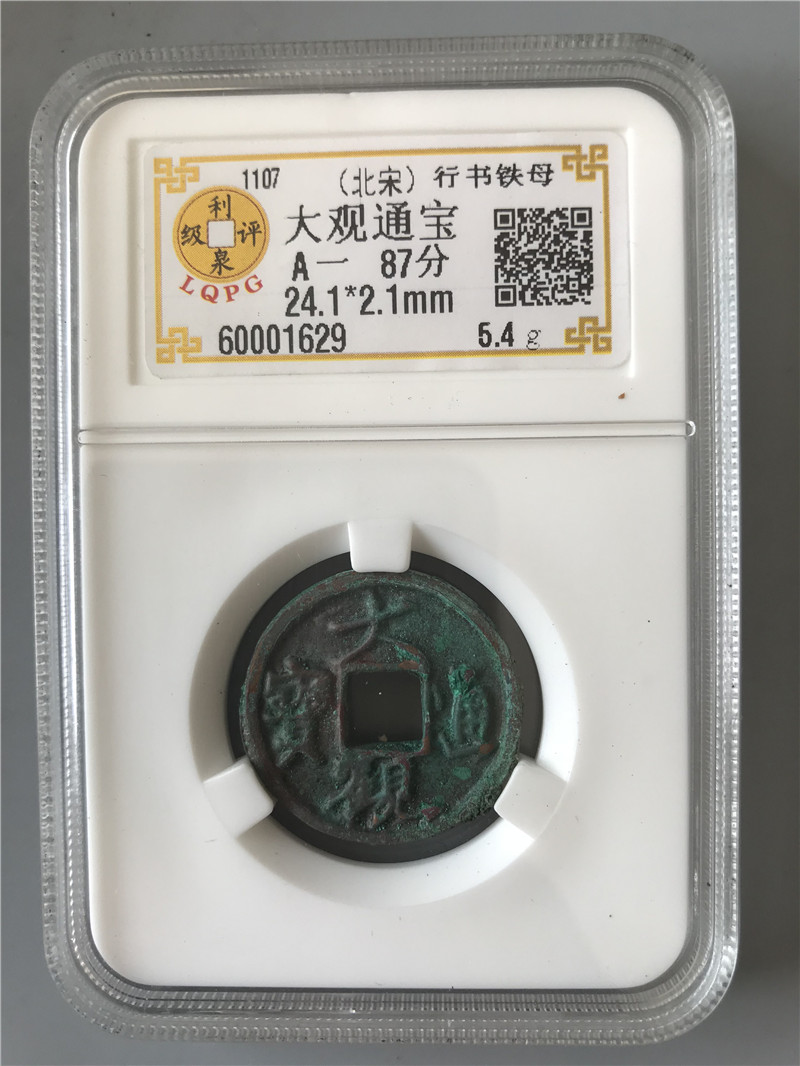 1107 （北宋）行书铁母
利泉评级
LQPG
大观通宝
A一 87分
24.1*2.1mm
60001629 5.4 g
大觀通寳